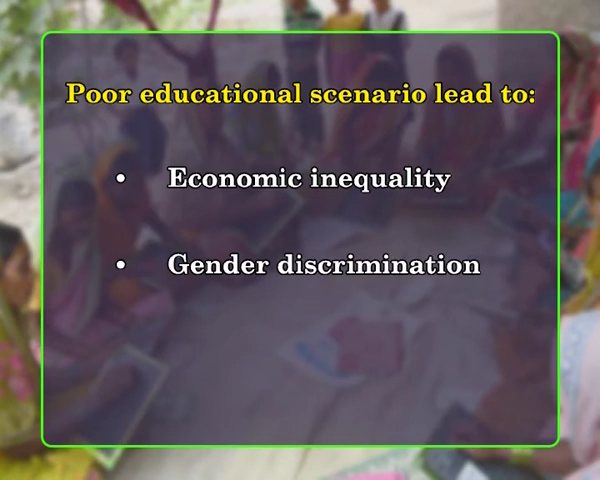 Poor educational scenario lead to:
• Economic inequality
• Gender discrimination